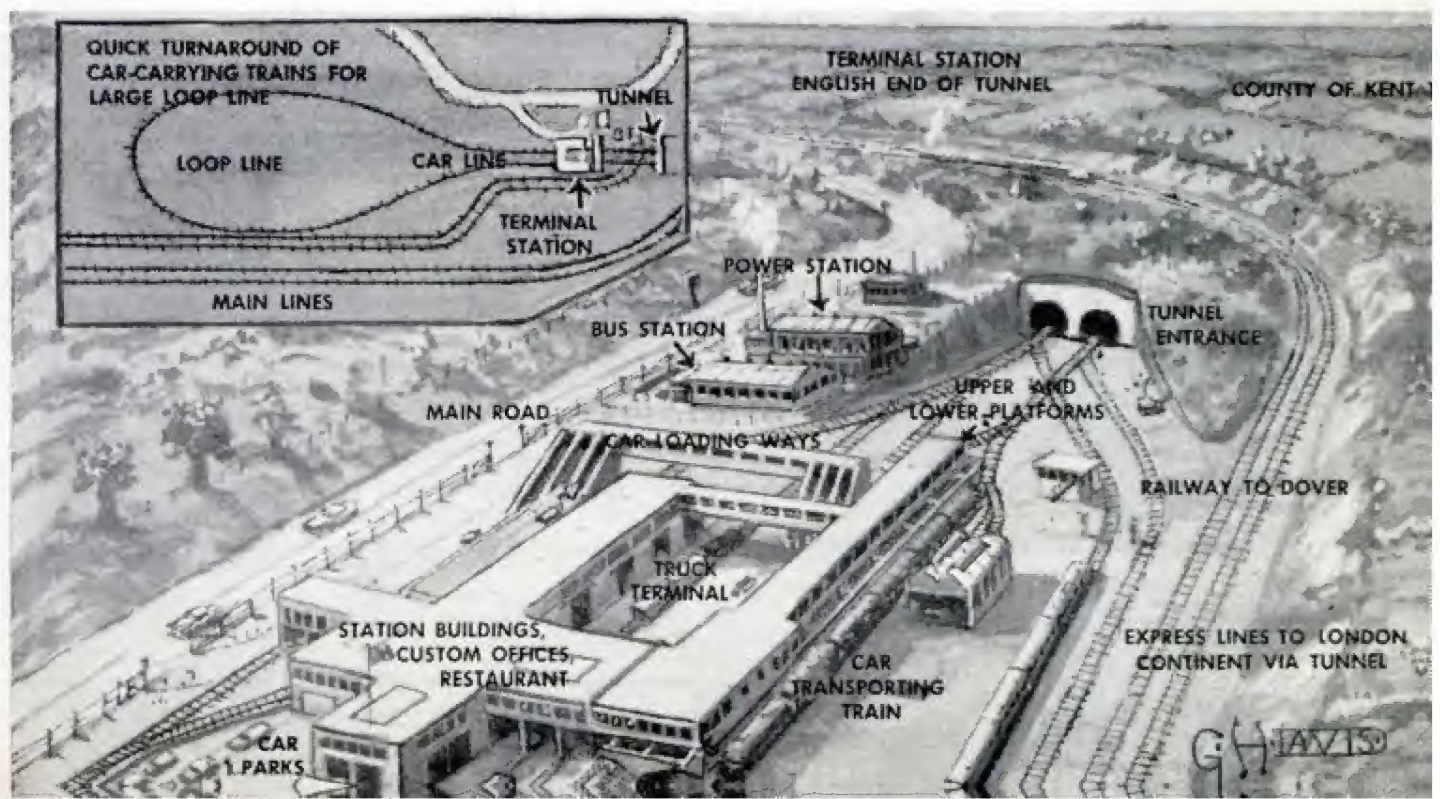 QUICK TURNAROUND OF
CAR-CARRYING TRAINS FOR
LARGE LOOP LINE
TUNNEL
LOOP LINE
CAR LINE
TERMINAL
STATION
MAIN LINES
TERMINAL STATION
ENGLISH END OF TUNNEL
COUNTY OF KENT
POWER STATION
BUS STATION
TUNNEL
ENTRANCE
MAIN ROAD
UPPER AND
LOWER PLATFORMS
CAR LOADING WAYS
RAILWAY TO DOVER
TRUCK
TERMINAL
STATION BUILDINGS,
CUSTOM OFFICES,
RESTAURANT
CAR
TRANSPORTING
TRAIN
EXPRESS LINES TO LONDON
CONTINENT VIA TUNNEL
CAR
PARKS